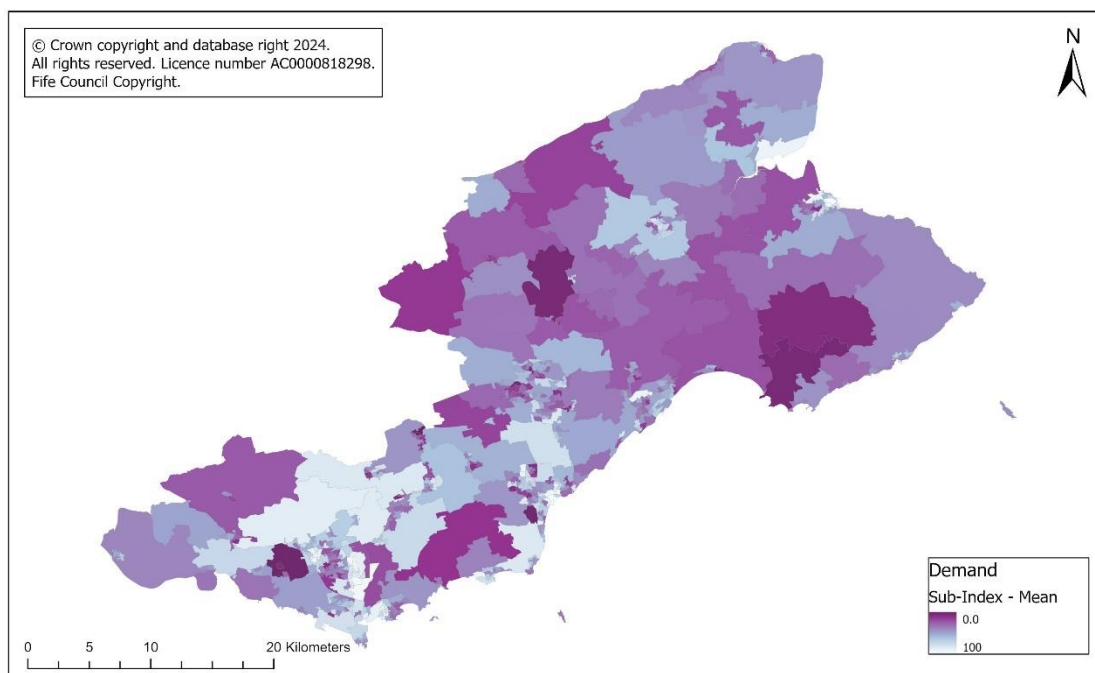 © Crown copyright and database right 2024.
All rights reserved. Licence number AC0000818298.
Fife Council Copyright.
N
Demand
Sub-Index - Mean
0.0
100
0 5 10 20 Kilometers